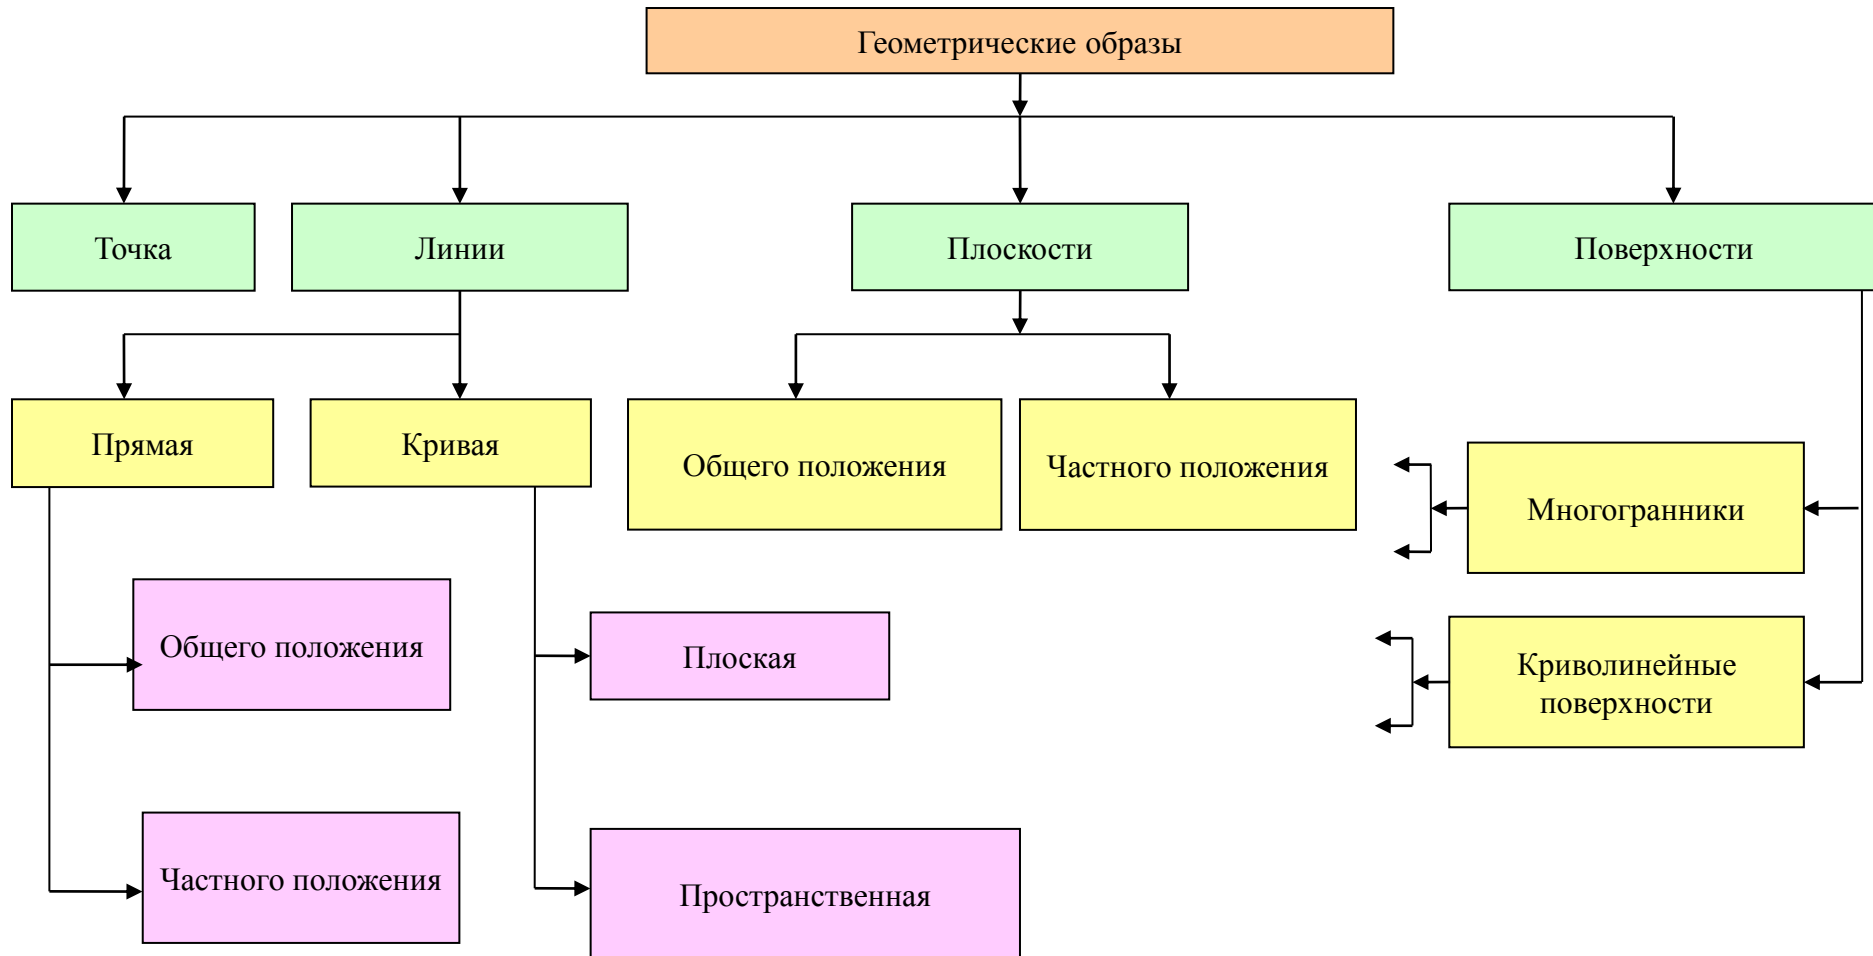 Геометрические образы
Точка
Линии
Плоскости
Поверхности
Прямая
Кривая
Общего положения
Частного положения
Многогранники
Общего положения
Плоская
Криволинейные
поверхности
Частного положения
Пространственная